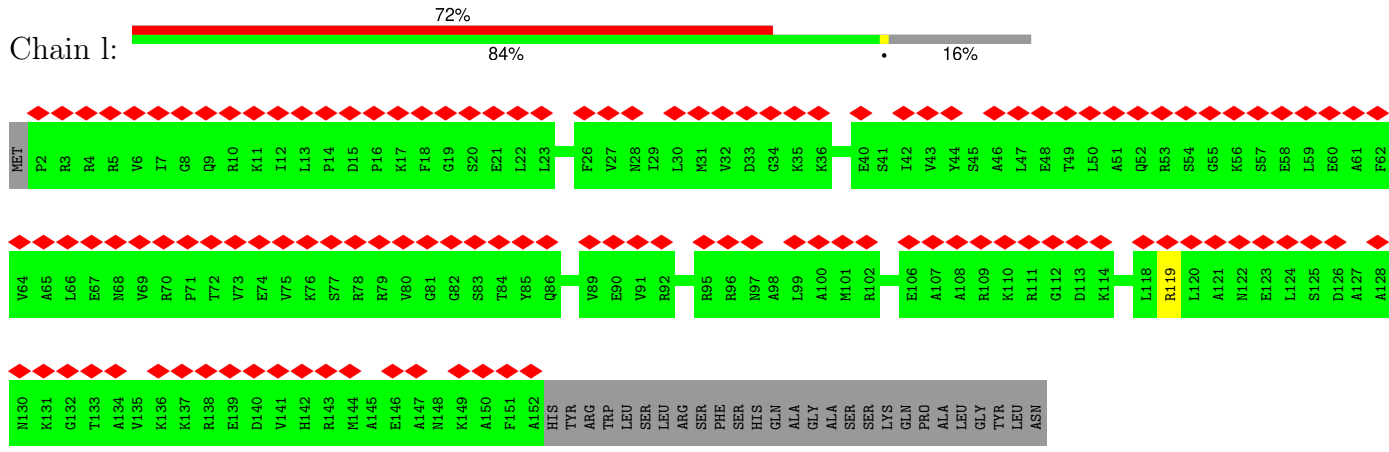 72%
Chain l:
84%
•
16%
MET P2 R3 R4 R5 V6 I7 G8 Q9 R10 K11 I12 L13 P14 D15 P16 K17 F18 G19 S20 E21 L22 L23 F26 V27 N28 I29 L30 M31 V32 D33 G34 K35 K36 E40 S41 I42 V43 Y44 S45 A46 L47 E48 T49 L50 A51 Q52 R53 S54 G55 K56 S57 E58 L59 E60 A61 F62
V64 A65 L66 E67 N68 V69 R70 P71 T72 V73 E74 V75 K76 S77 R78 R79 V80 G81 G82 S83 T84 Y85 Q86 V89 E90 V91 R92 R95 R96 N97 A98 L99 A100 M101 R102 E106 A107 A108 R109 K110 R111 G112 D113 K114 L118 R119 L120 A121 N122 E123 L124 S125 D126 A127 A128
N130 K131 G132 T133 A134 V135 K136 K137 R138 E139 D140 V141 H142 R143 M144 A145 E146 A147 N148 K149 A150 F151 A152 HIS TYR ARG TRP LEU SER LEU ARG SER PHE SER HIS GLN ALA GLY ALA SER SER LYS GLN PRO ALA LEU GLY TYR LEU ASN